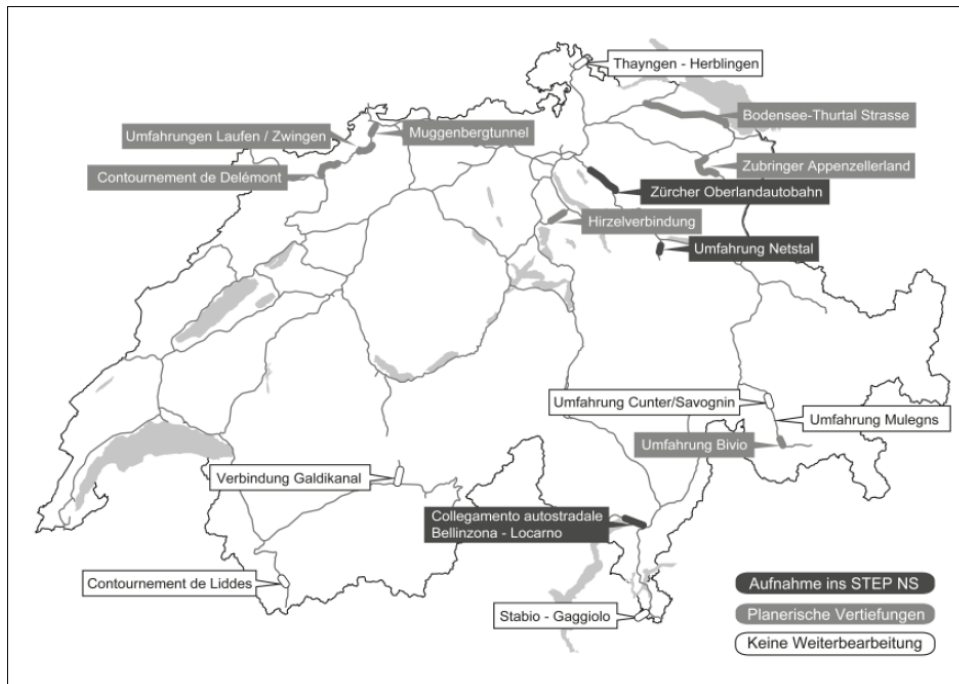 Thayngen - Herblingen
Bodensee-Thurtal Strasse
Umfahrungen Laufen / Zwingen
Muggenbergtunnel
Contournement de Delémont
Zubringer Appenzellerland
Zürcher Oberlandautobahn
Hirzelverbindung
Umfahrung Netstal
Umfahrung Cunter/Savognin
Umfahrung Mulegns
Umfahrung Bivio
Verbindung Galdikanal
Collegamento autostradale
Bellinzona - Locarno
Contournement de Liddes
Stabio - Gaggiolo
Aufnahme ins STEP NS
Planerische Vertiefungen
Keine Weiterbearbeitung